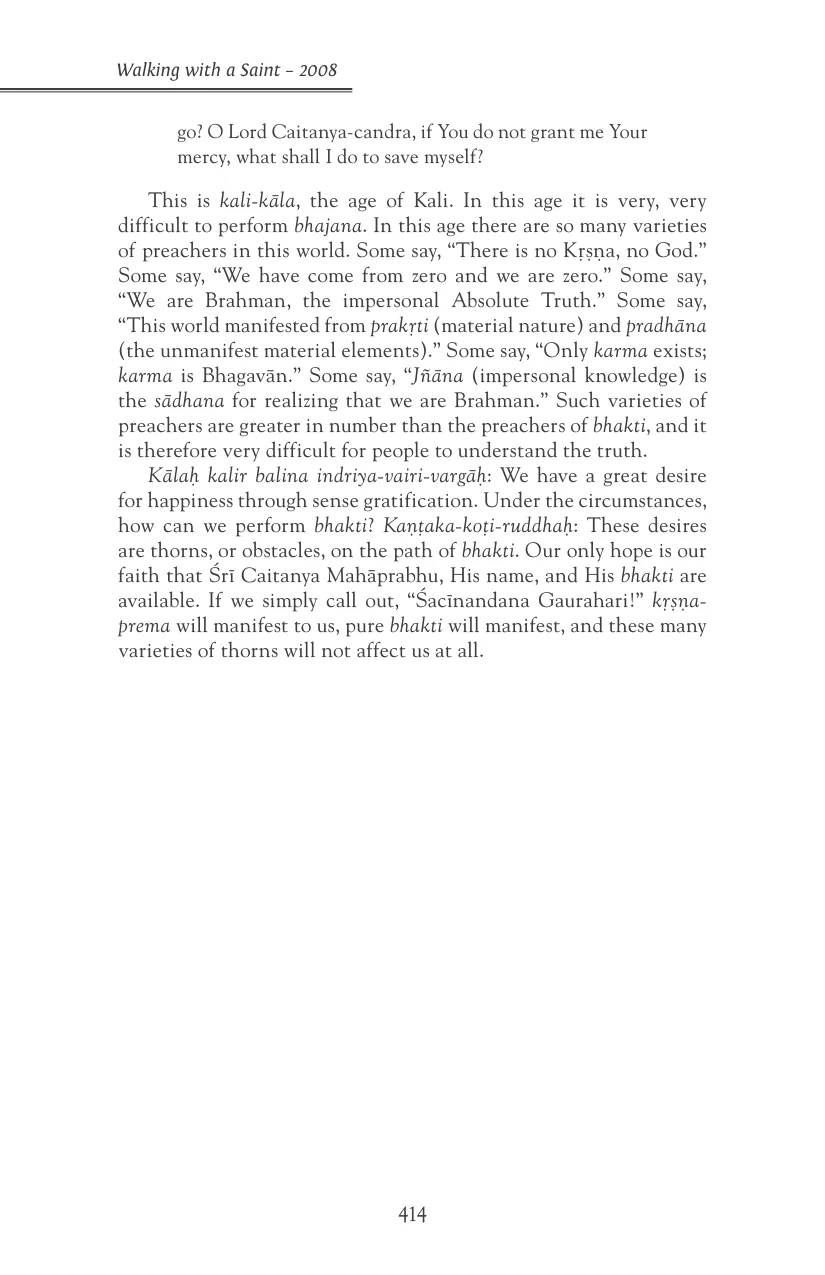 Walking with a Saint – 2008
go? O Lord Caitanya-candra, if You do not grant me Your
mercy, what shall I do to save myself?
This is kali-kāla, the age of Kali. In this age it is very, very
difficult to perform bhajana. In this age there are so many varieties
of preachers in this world. Some say, “There is no Kṛṣṇa, no God.”
Some say, “We have come from zero and we are zero.” Some say,
“We are Brahman, the impersonal Absolute Truth.” Some say,
“This world manifested from prakṛti (material nature) and pradhāna
(the unmanifest material elements).” Some say, “Only karma exists;
karma is Bhagavān.” Some say, “Jñāna (impersonal knowledge) is
the sādhana for realizing that we are Brahman.” Such varieties of
preachers are greater in number than the preachers of bhakti, and it
is therefore very difficult for people to understand the truth.
Kālaḥ kalir balina indriya-vairi-vargāḥ: We have a great desire
for happiness through sense gratification. Under the circumstances,
how can we perform bhakti? Kaṇṭaka-koṭi-ruddhaḥ: These desires
are thorns, or obstacles, on the path of bhakti. Our only hope is our
faith that Śrī Caitanya Mahāprabhu, His name, and His bhakti are
available. If we simply call out, “Śacīnandana Gaurahari!” kṛṣṇa-
prema will manifest to us, pure bhakti will manifest, and these many
varieties of thorns will not affect us at all.
414